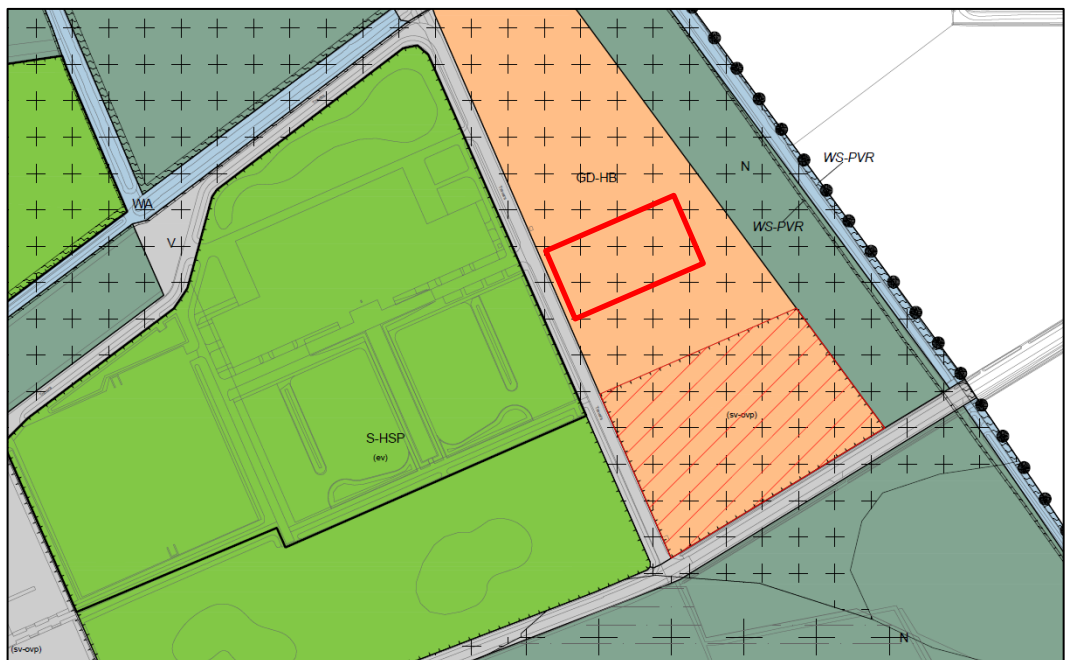 WS-PVR
N
GD-HB
WA
WS-PVR
V
(sv-ovp)
S-HSP
(ev)
N
(sv-ovp)